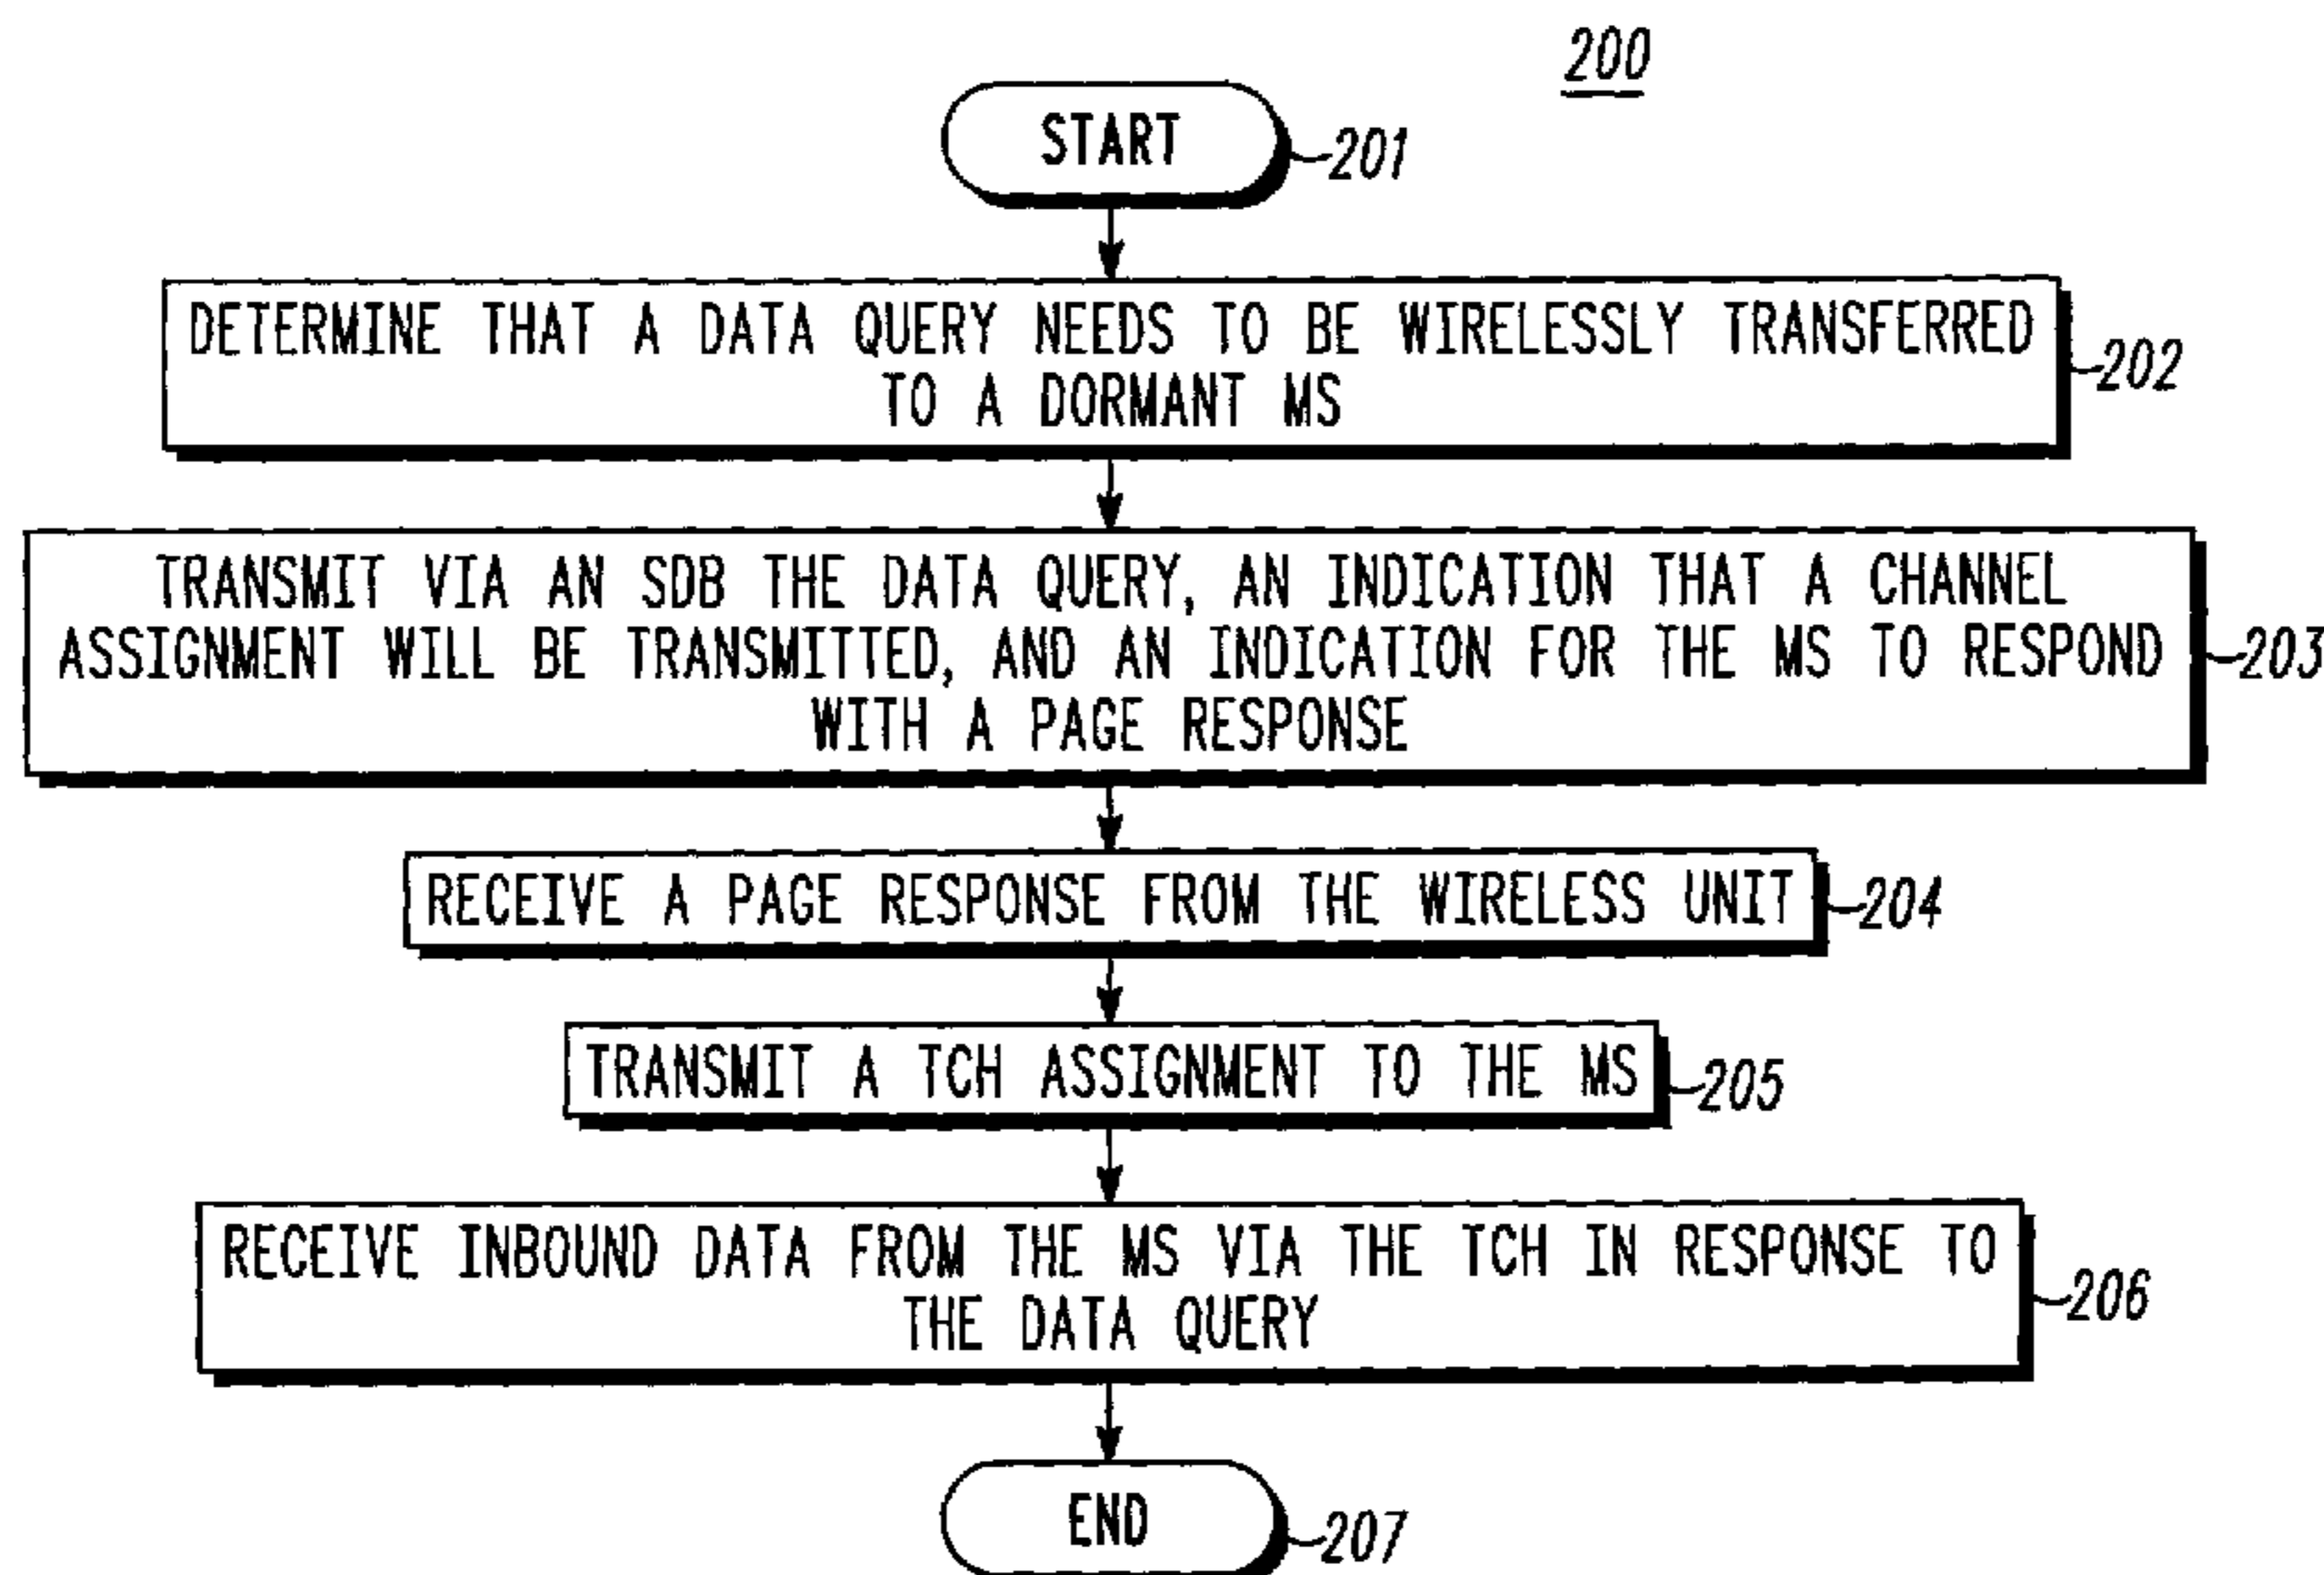 200
START
201
DETERMINE THAT A DATA QUERY NEEDS TO BE WIRELESSLY TRANSFERRED
TO A DORMANT MS
202
TRANSMIT VIA AN SDB THE DATA QUERY, AN INDICATION THAT A CHANNEL
ASSIGNMENT WILL BE TRANSMITTED, AND AN INDICATION FOR THE MS TO RESPOND
WITH A PAGE RESPONSE
203
RECEIVE A PAGE RESPONSE FROM THE WIRELESS UNIT
204
TRANSMIT A TCH ASSIGNMENT TO THE MS
205
RECEIVE INBOUND DATA FROM THE MS VIA THE TCH IN RESPONSE TO
THE DATA QUERY
206
END
207